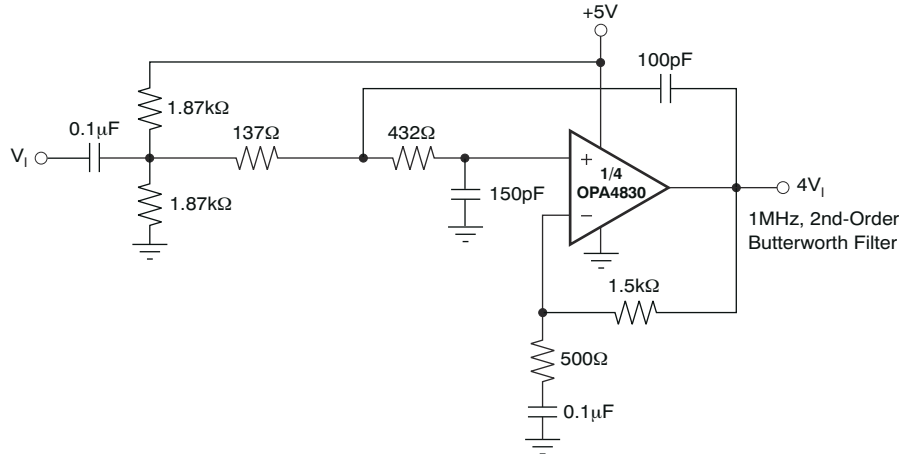 +5V
100pF
1.87kΩ
0.1μF
137Ω
432Ω
V_I
+
1/4
OPA4830
−
4V_I
150pF
1.87kΩ
1MHz, 2nd-Order
Butterworth Filter
1.5kΩ
500Ω
0.1μF